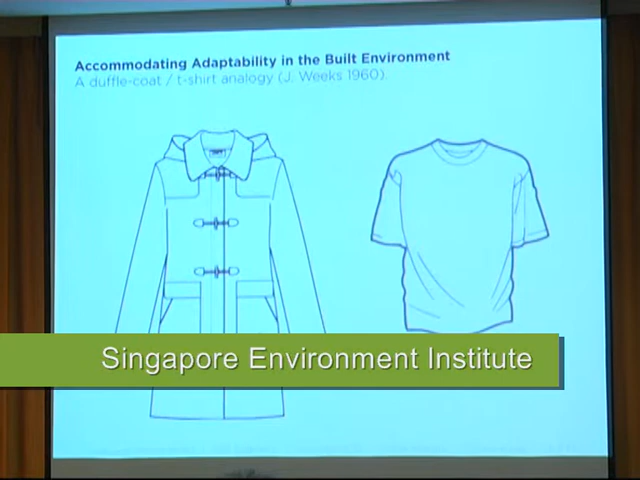 Accommodating Adaptability in the Built Environment
A duffle-coat / t-shirt analogy (J. Weeks 1960).
Singapore Environment Institute